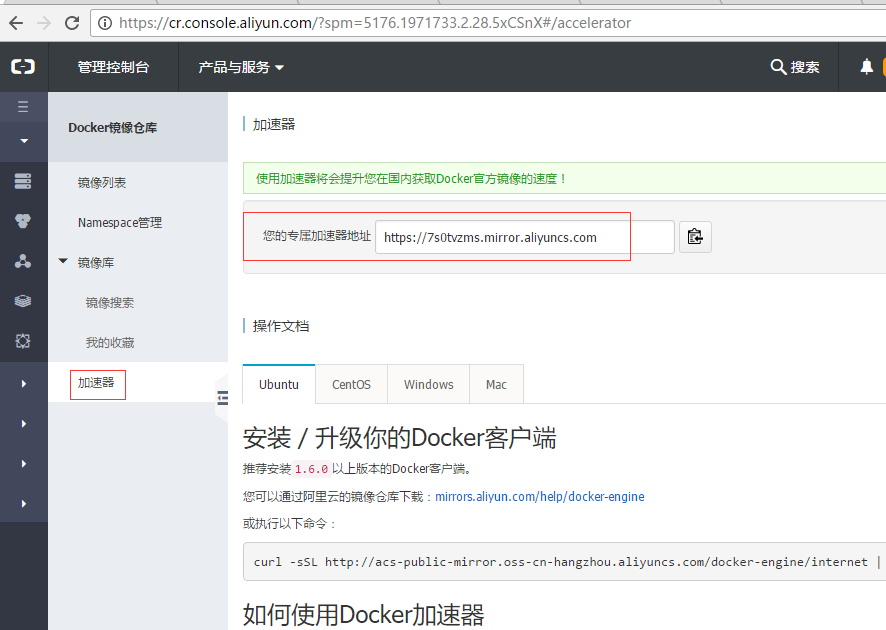 https://cr.console.aliyun.com/?spm=5176.1971733.2.28.5xCSnX#/accelerator
管理控制台 产品与服务 搜索
Docker镜像仓库
镜像列表
Namespace管理
镜像库
镜像搜索
我的收藏
加速器
加速器
使用加速器将会提升您在国内获取Docker官方镜像的速度！
您的专属加速器地址 https://7s0tvzms.mirror.aliyuncs.com
操作文档
Ubuntu CentOS Windows Mac
安装 / 升级你的Docker客户端
推荐安装 1.6.0 以上版本的Docker客户端。
您可以通过阿里云的镜像仓库下载：mirrors.aliyun.com/help/docker-engine
或执行以下命令：
curl -sSL http://acs-public-mirror.oss-cn-hangzhou.aliyuncs.com/docker-engine/internet |
如何使用Docker加速器